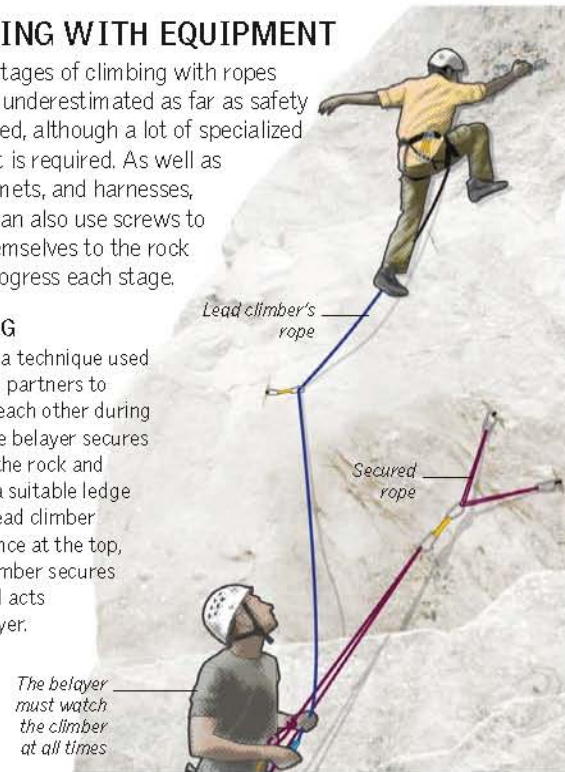 ING WITH EQUIPMENT
tages of climbing with ropes
underestimated as far as safety
ed, although a lot of specialized
t is required. As well as
mets, and harnesses,
an also use screws to
emselves to the rock
ogress each stage.
G
a technique used
partners to
each other during
e belayer secures
the rock and
a suitable ledge
ead climber
nce at the top,
mber secures
l acts
yer.
Lead climber's
rope
Secured
rope
The belayer
must watch
the climber
at all times